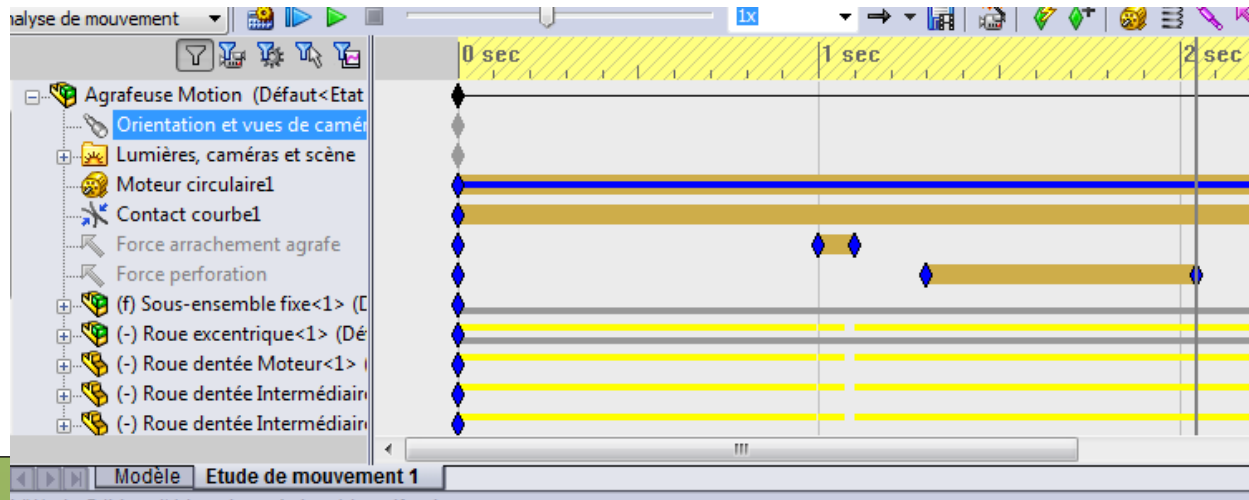 nalyse de mouvement
1x
0 sec 1 sec 2 sec
Agrafeuse Motion (Défaut<Etat
Orientation et vues de camér
Lumières, caméras et scène
Moteur circulaire1
Contact courbe1
Force arrachement agrafe
Force perforation
(f) Sous-ensemble fixe<1> (D
(-) Roue excentrique<1> (Dé
(-) Roue dentée Moteur<1> (
(-) Roue dentée Intermédiair
(-) Roue dentée Intermédiair
Modèle Etude de mouvement 1